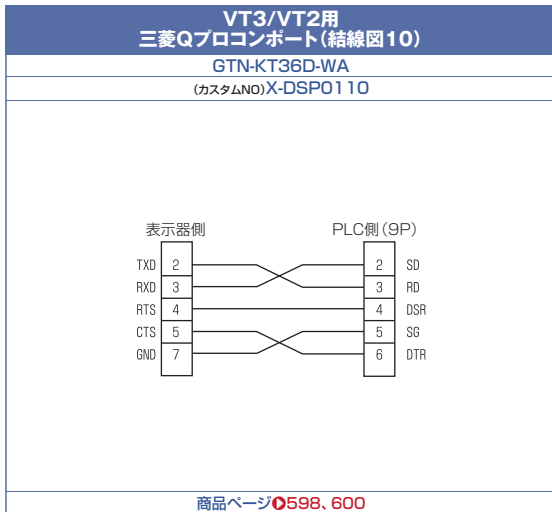 VT3/VT2用
三菱Qプロコンポート(結線図10)
GTN-KT36D-WA
(カスタムNO)X-DSP0110
表示器側 PLC側(9P)
TXD 2 2 SD
RXD 3 3 RD
RTS 4 4 DSR
CTS 5 5 SG
GND 7 6 DTR
商品ページ598、600